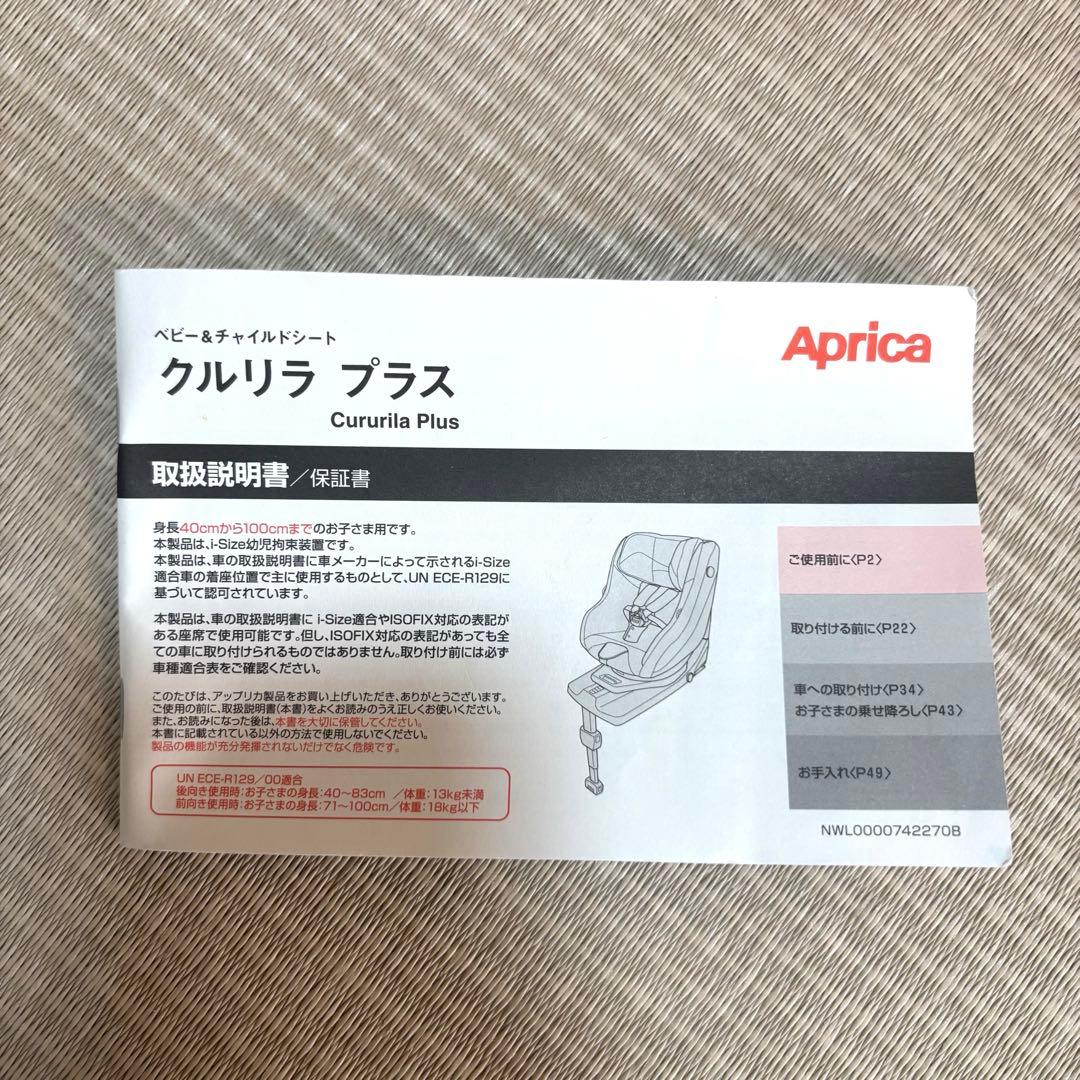 ベビー&チャイルドシート
クルリラ プラス
Cururila Plus
Aprica
取扱説明書／保証書
身長40cmから100cmまでのお子さま用です。
本製品は、i-Size幼児拘束装置です。
本製品は、車の取扱説明書に車メーカーによって示されるi-Size
適合車の着座位置で主に使用するものとして、UN ECE-R129に
基づいて認可されています。
本製品は、車の取扱説明書に i-Size適合やISOFIX対応の表記が
ある座席で使用可能です。但し、ISOFIX対応の表記があっても全
ての車に取り付けられるものではありません。取り付け前には必ず
車種適合表をご確認ください。
このたびは、アップリカ製品をお買い上げいただき、ありがとうございます。
ご使用の前に、取扱説明書(本書)をよくお読みのうえ正しくお使いください。
また、お読みになった後は、本書を大切に保管してください。
本書に記載されている以外の方法で使用しないでください。
製品の機能が充分発揮されないだけでなく危険です。
UN ECE-R129／00適合
後向き使用時：お子さまの身長：40～83cm ／体重：13kg未満
前向き使用時：お子さまの身長：71～100cm／体重：18kg以下
ご使用前に〈P2〉
取り付ける前に〈P22〉
車への取り付け〈P34〉
お子さまの乗せ降ろし〈P43〉
お手入れ〈P49〉
NWL0000742270B